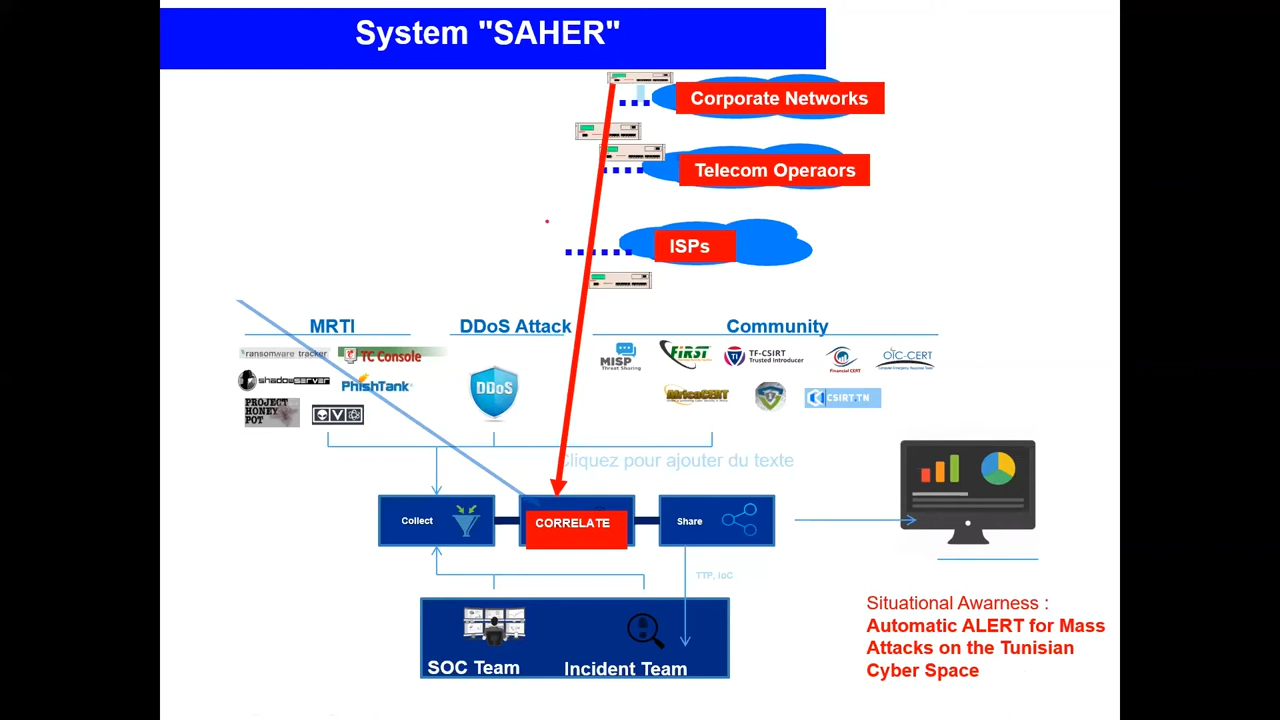 System "SAHER"
Corporate Networks
Telecom Operaors
ISPs
MRTI
DDoS Attack
Community
ransomware tracker
TC Console
shadowserver
PhishTank
PROJECT
HONEY
POT
DDoS
MISP
Threat Sharing
FIRST
TF-CSIRT
Trusted Introducer
Financial CERT
OIC-CERT
AfricaCERT
CSIRT.TN
Cliquez pour ajouter du texte
Collect
CORRELATE
Share
TTP, IoC
SOC Team
Incident Team
Situational Awarness :
Automatic ALERT for Mass
Attacks on the Tunisian
Cyber Space